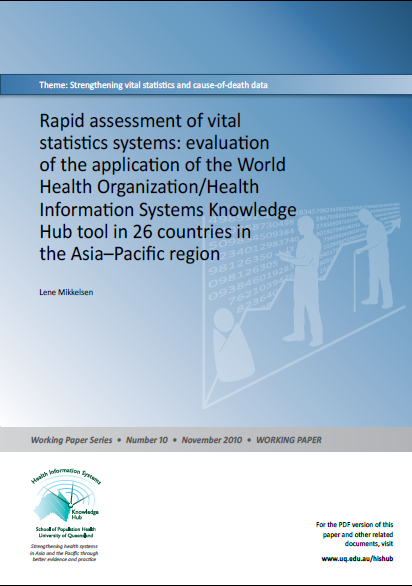 Theme: Strengthening vital statistics and cause-of-death data
Rapid assessment of vital
statistics systems: evaluation
of the application of the World
Health Organization/Health
Information Systems Knowledge
Hub tool in 26 countries in
the Asia–Pacific region
Lene Mikkelsen
Working Paper Series • Number 10 • November 2010 • WORKING PAPER
Health Information Systems
Knowledge
Hub
School of Population Health
University of Queensland
Strengthening health systems
in Asia and the Pacific through
better evidence and practice
For the PDF version of this
paper and other related
documents, visit
www.uq.edu.au/hishub